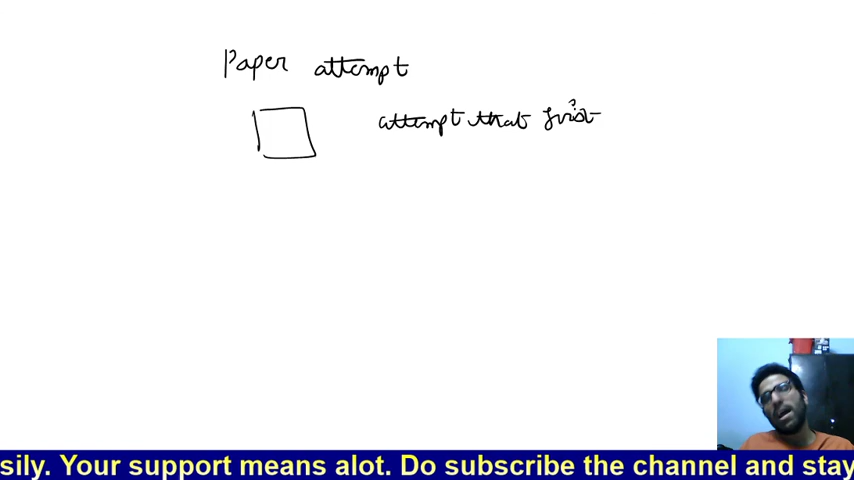 Paper attempt
attempt that first
sily. Your support means alot. Do subscribe the channel and stay